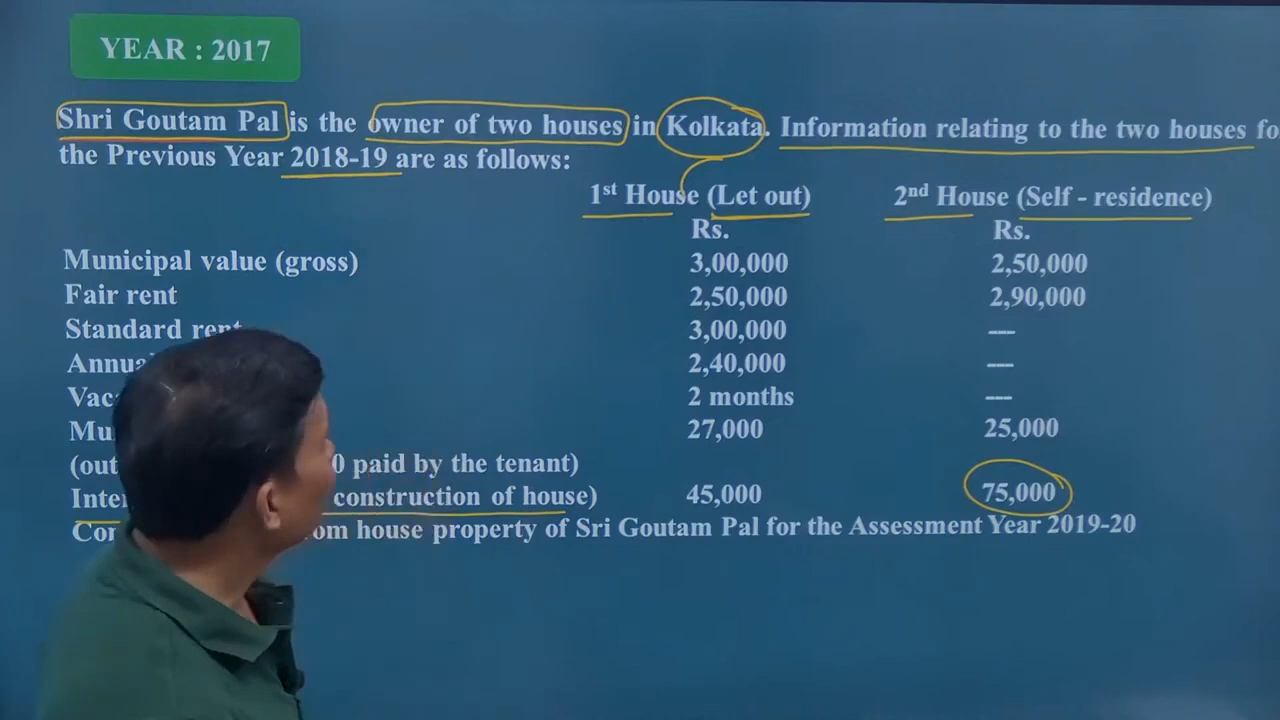 YEAR : 2017
Shri Goutam Pal is the owner of two houses in Kolkata. Information relating to the two houses fo
the Previous Year 2018-19 are as follows:
1st House (Let out) 2nd House (Self - residence)
Rs. Rs.
Municipal value (gross) 3,00,000 2,50,000
Fair rent 2,50,000 2,90,000
Standard rent 3,00,000 ---
2,40,000 ---
2 months ---
27,000 25,000
paid by the tenant)
construction of house) 45,000 75,000
house property of Sri Goutam Pal for the Assessment Year 2019-20